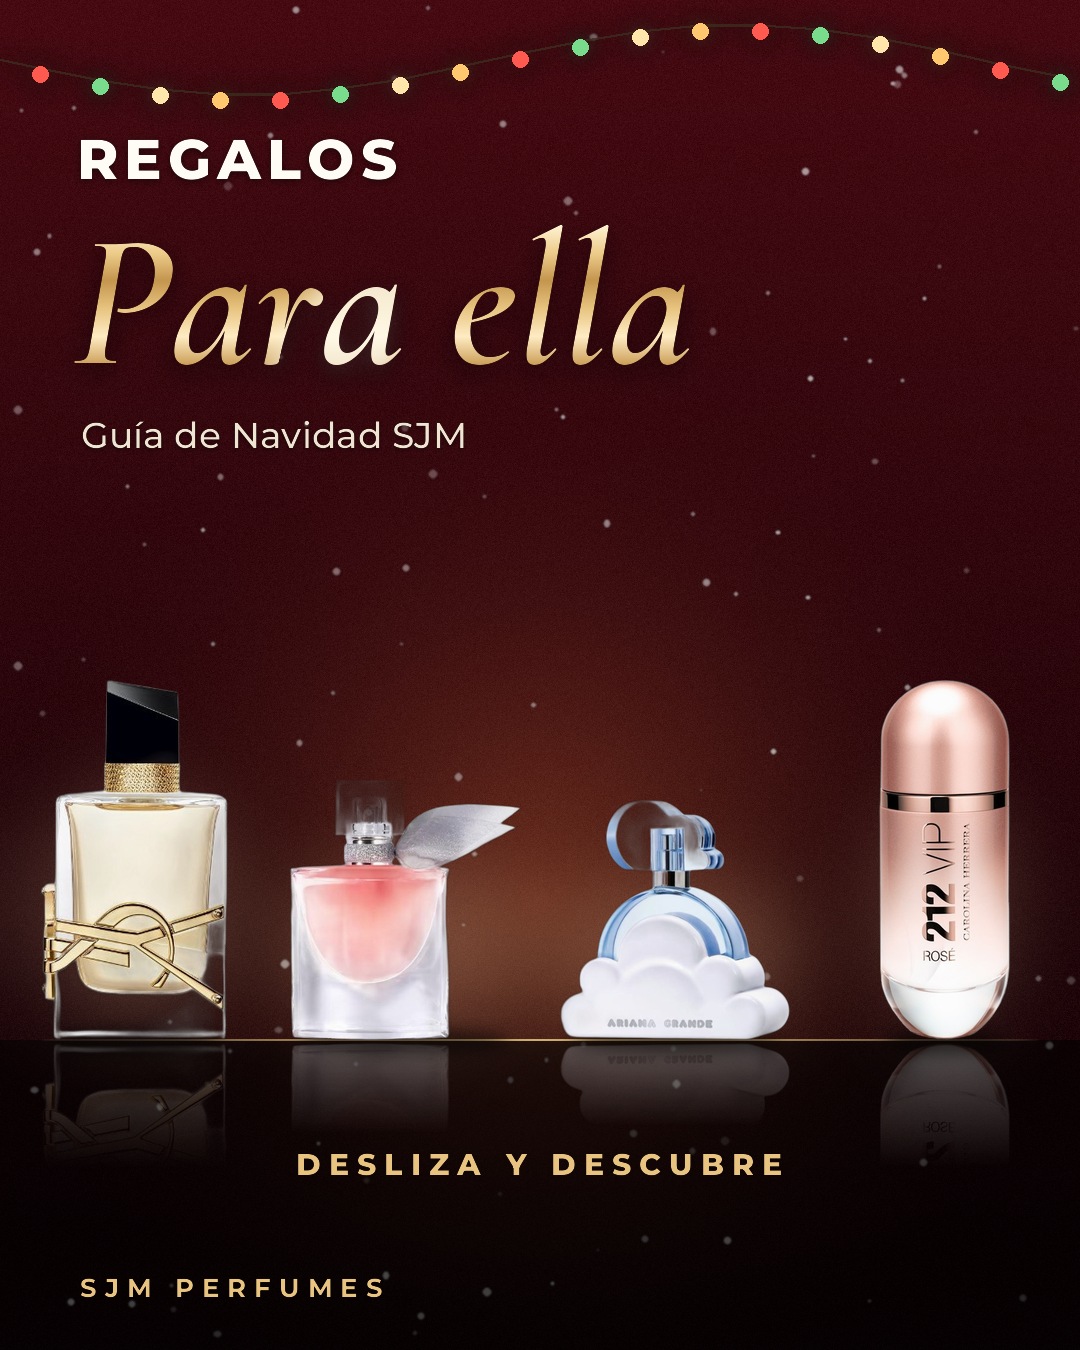 REGALOS
Para ella
Guía de Navidad SJM
ARIANA GRANDE
212 VIP
ROSÉ
CAROLINA HERRERA
DESLIZA Y DESCUBRE
SJM PERFUMES